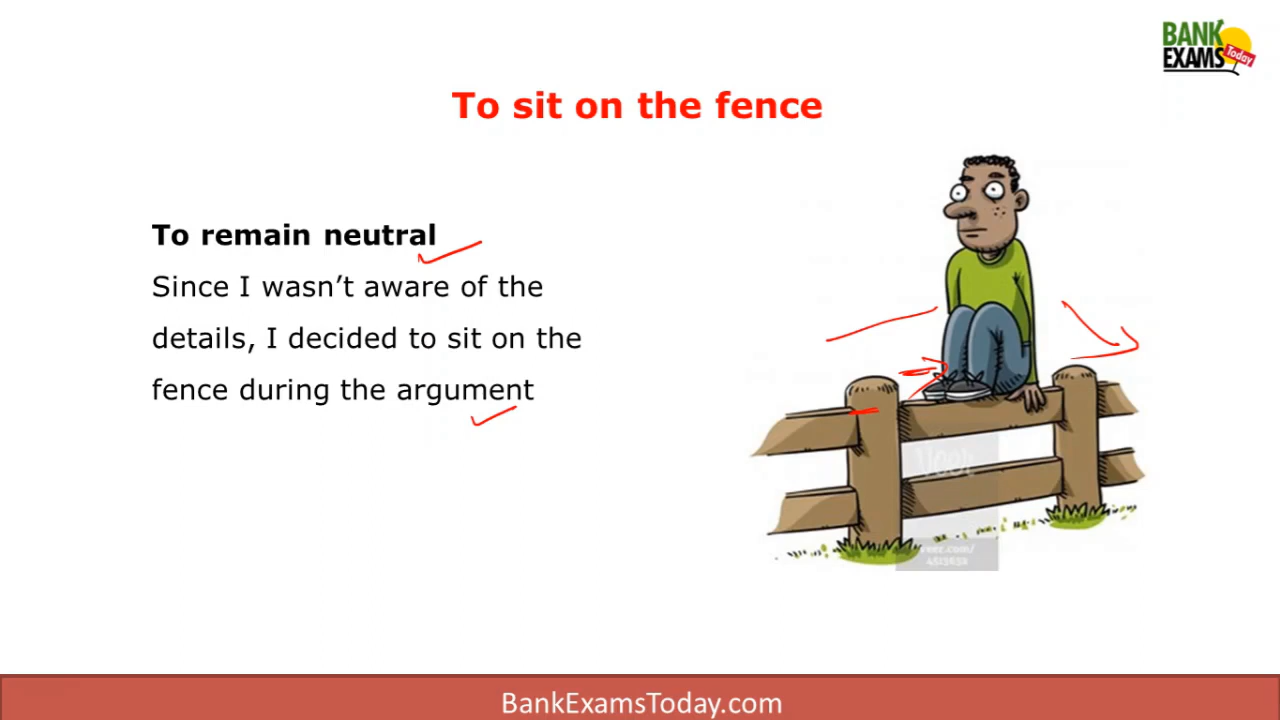 BANK
EXAMS
Today
To sit on the fence
To remain neutral
Since I wasn’t aware of the
details, I decided to sit on the
fence during the argument
BankExamsToday.com